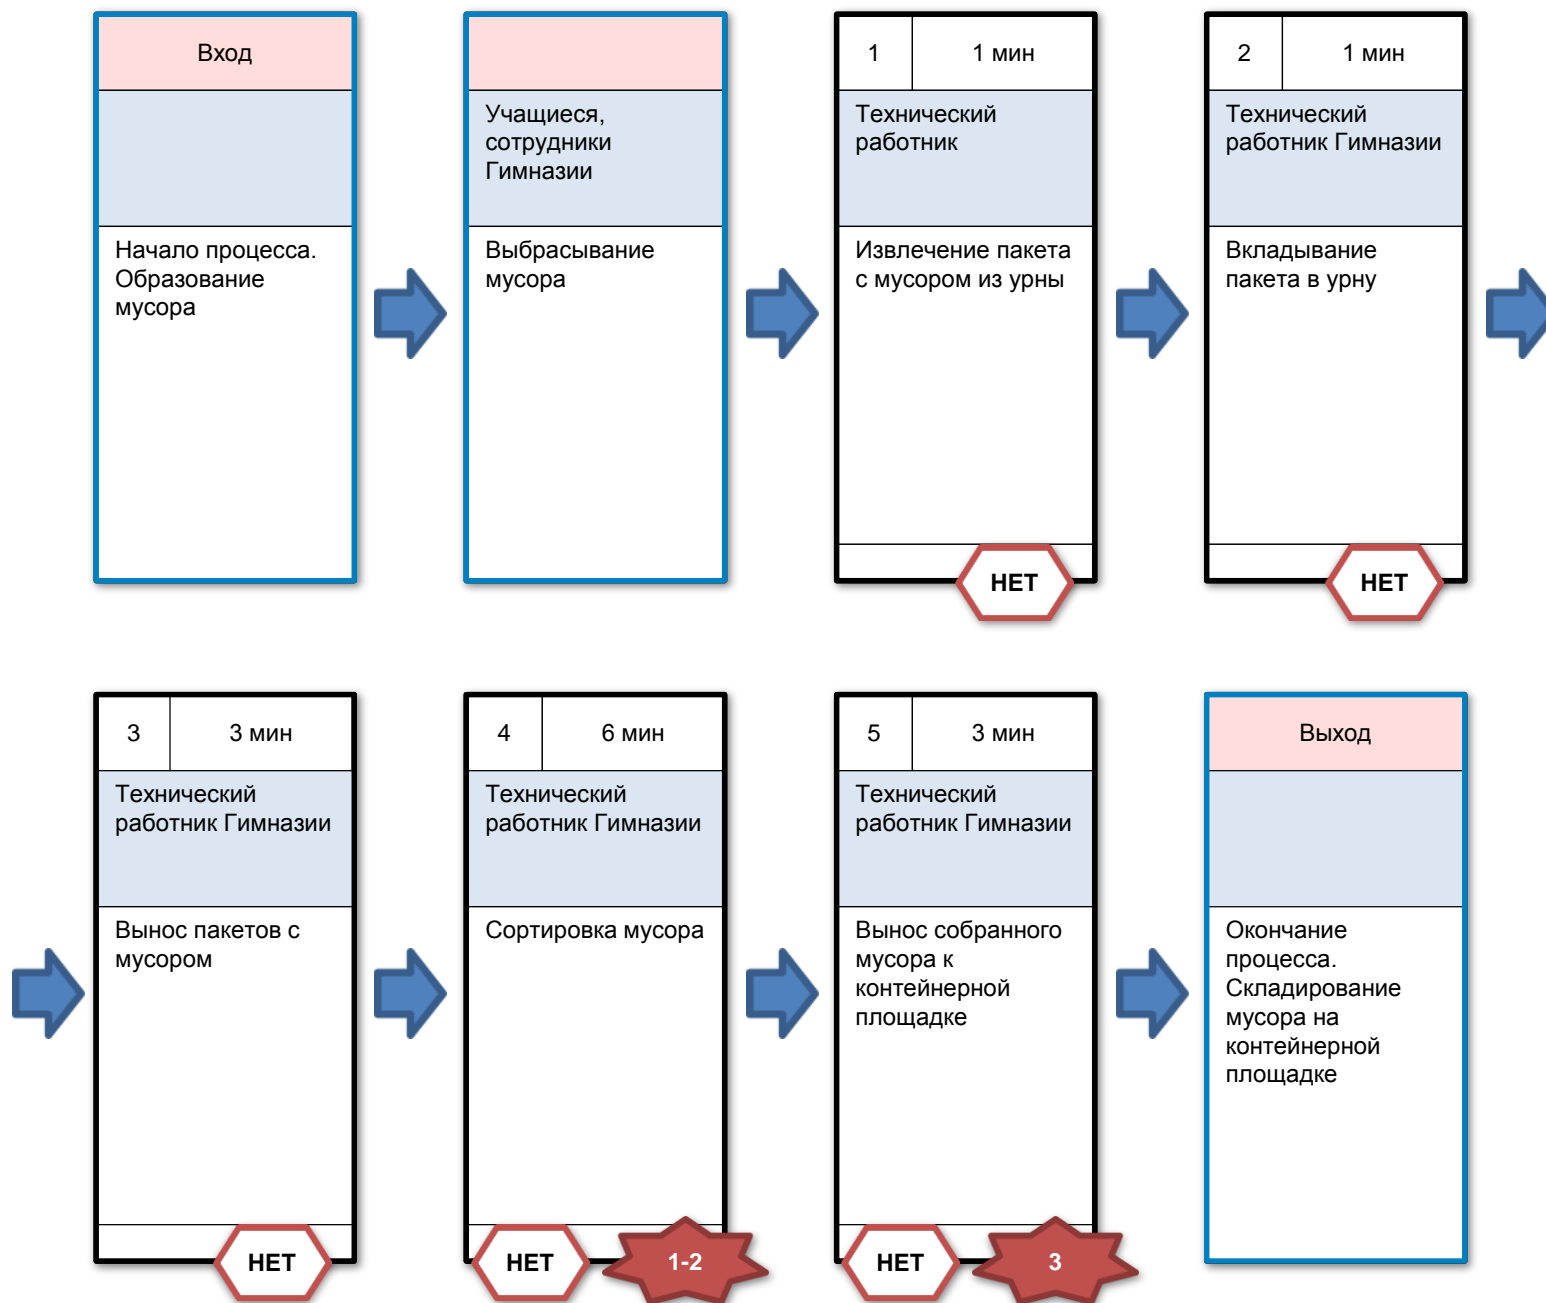 Вход
Учащиеся,
сотрудники
Гимназии
1
1 мин
Технический
работник
2
1 мин
Технический
работник Гимназии
Начало процесса.
Образование
мусора
Выбрасывание
мусора
Извлечение пакета
с мусором из урны
Вкладывание
пакета в урну
НЕТ
НЕТ
3
3 мин
Технический
работник Гимназии
Вынос пакетов с
мусором
НЕТ
4
6 мин
Технический
работник Гимназии
Сортировка мусора
НЕТ
1-2
5
3 мин
Технический
работник Гимназии
Вынос собранного
мусора к
контейнерной
площадке
НЕТ
3
Выход
Окончание
процесса.
Складирование
мусора на
контейнерной
площадке